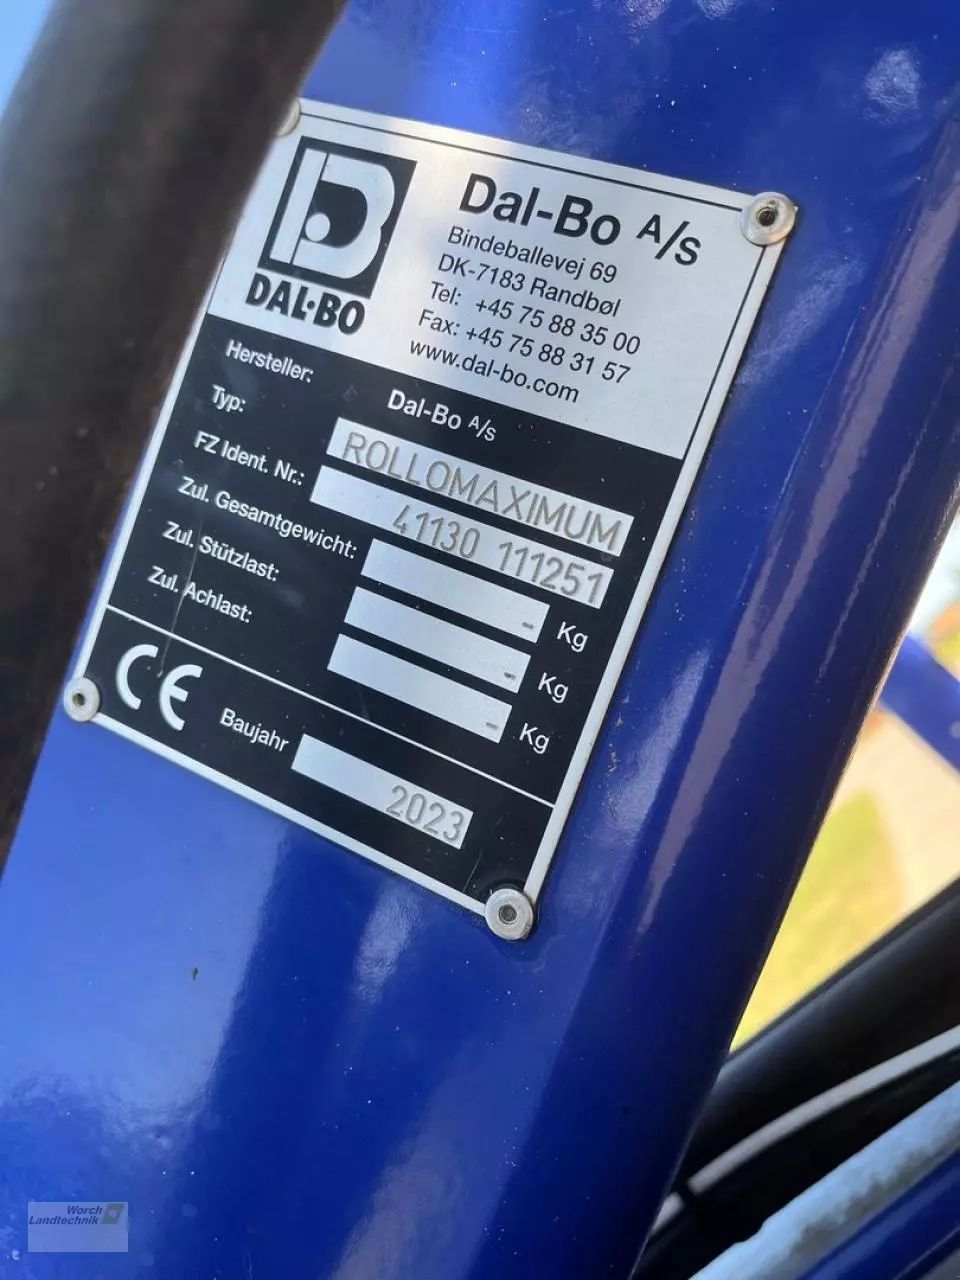 DAL·BO
Dal-Bo A/s
Bindeballevej 69
DK-7183 Randbøl
Tel: +45 75 88 35 00
Fax: +45 75 88 31 57
www.dal-bo.com
Hersteller: Dal-Bo A/s
Typ: ROLLOMAXIMUM
FZ Ident. Nr.: 41130 111251
Zul. Gesamtgewicht: - Kg
Zul. Stützlast: - Kg
Zul. Achlast: - Kg
CE Baujahr 2023
Worch
Landtechnik